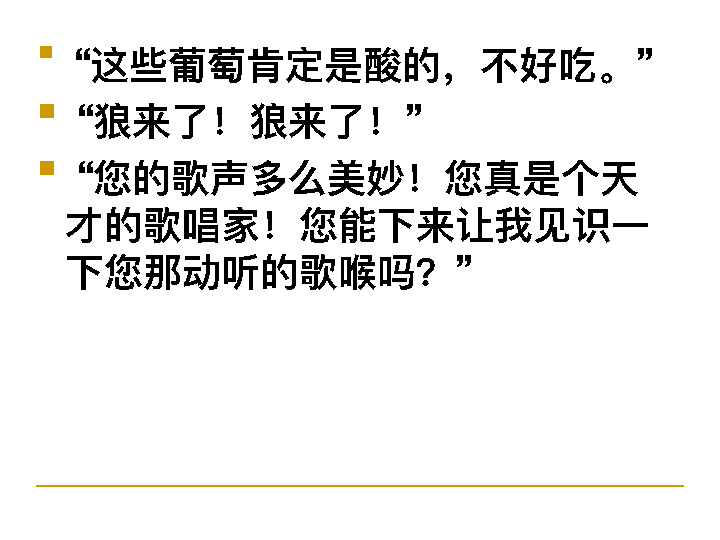 “这些葡萄肯定是酸的，不好吃。”
“狼来了！狼来了！”
“您的歌声多么美妙！您真是个天
才的歌唱家！您能下来让我见识一
下您那动听的歌喉吗？”